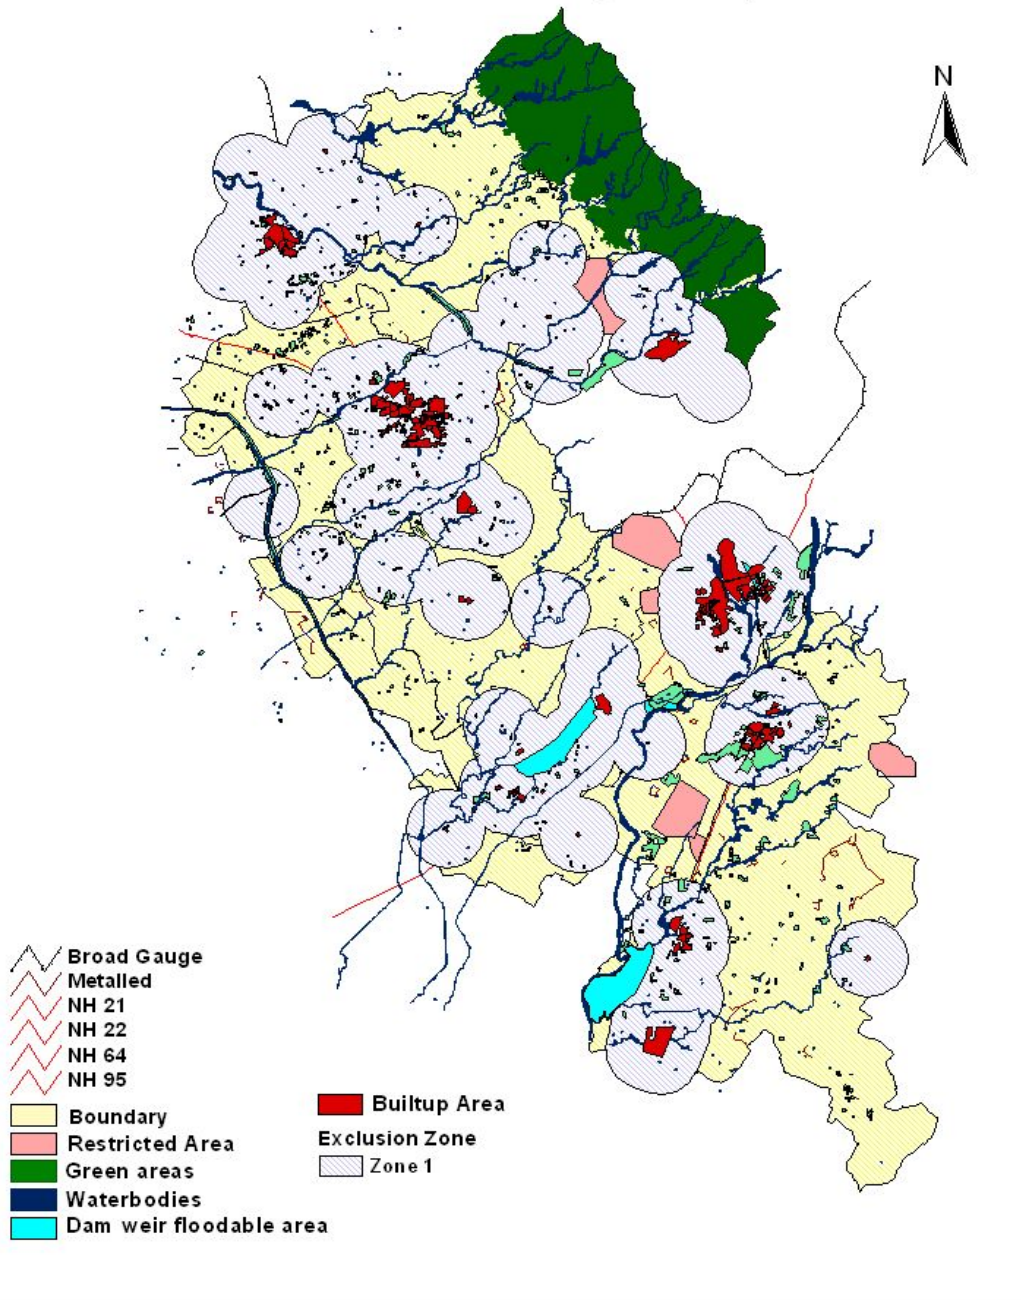 N
Broad Gauge
Metalled
NH 21
NH 22
NH 64
NH 95
Boundary
Restricted Area
Green areas
Waterbodies
Dam weir floodable area
Builtup Area
Exclusion Zone
Zone 1